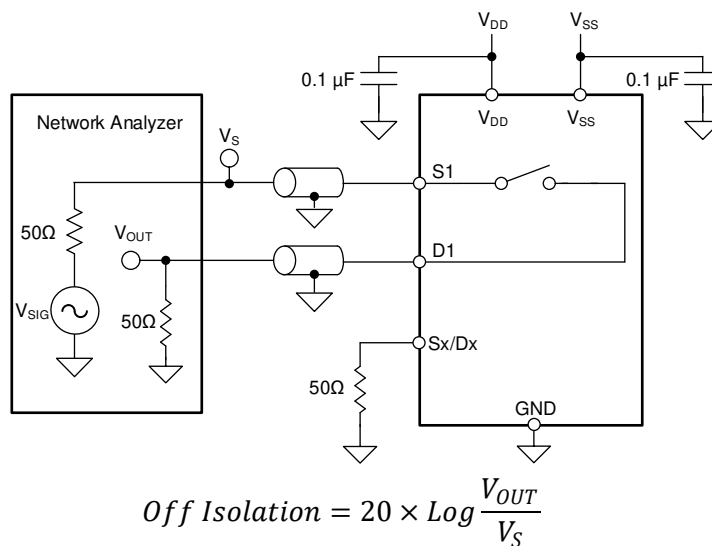 V_DD
V_SS
0.1 µF
0.1 µF
V_DD
V_SS
Network Analyzer
V_S
S1
50Ω
V_OUT
D1
V_SIG
50Ω
Sx/Dx
50Ω
GND
Off Isolation = 20 × Log V_OUT / V_S